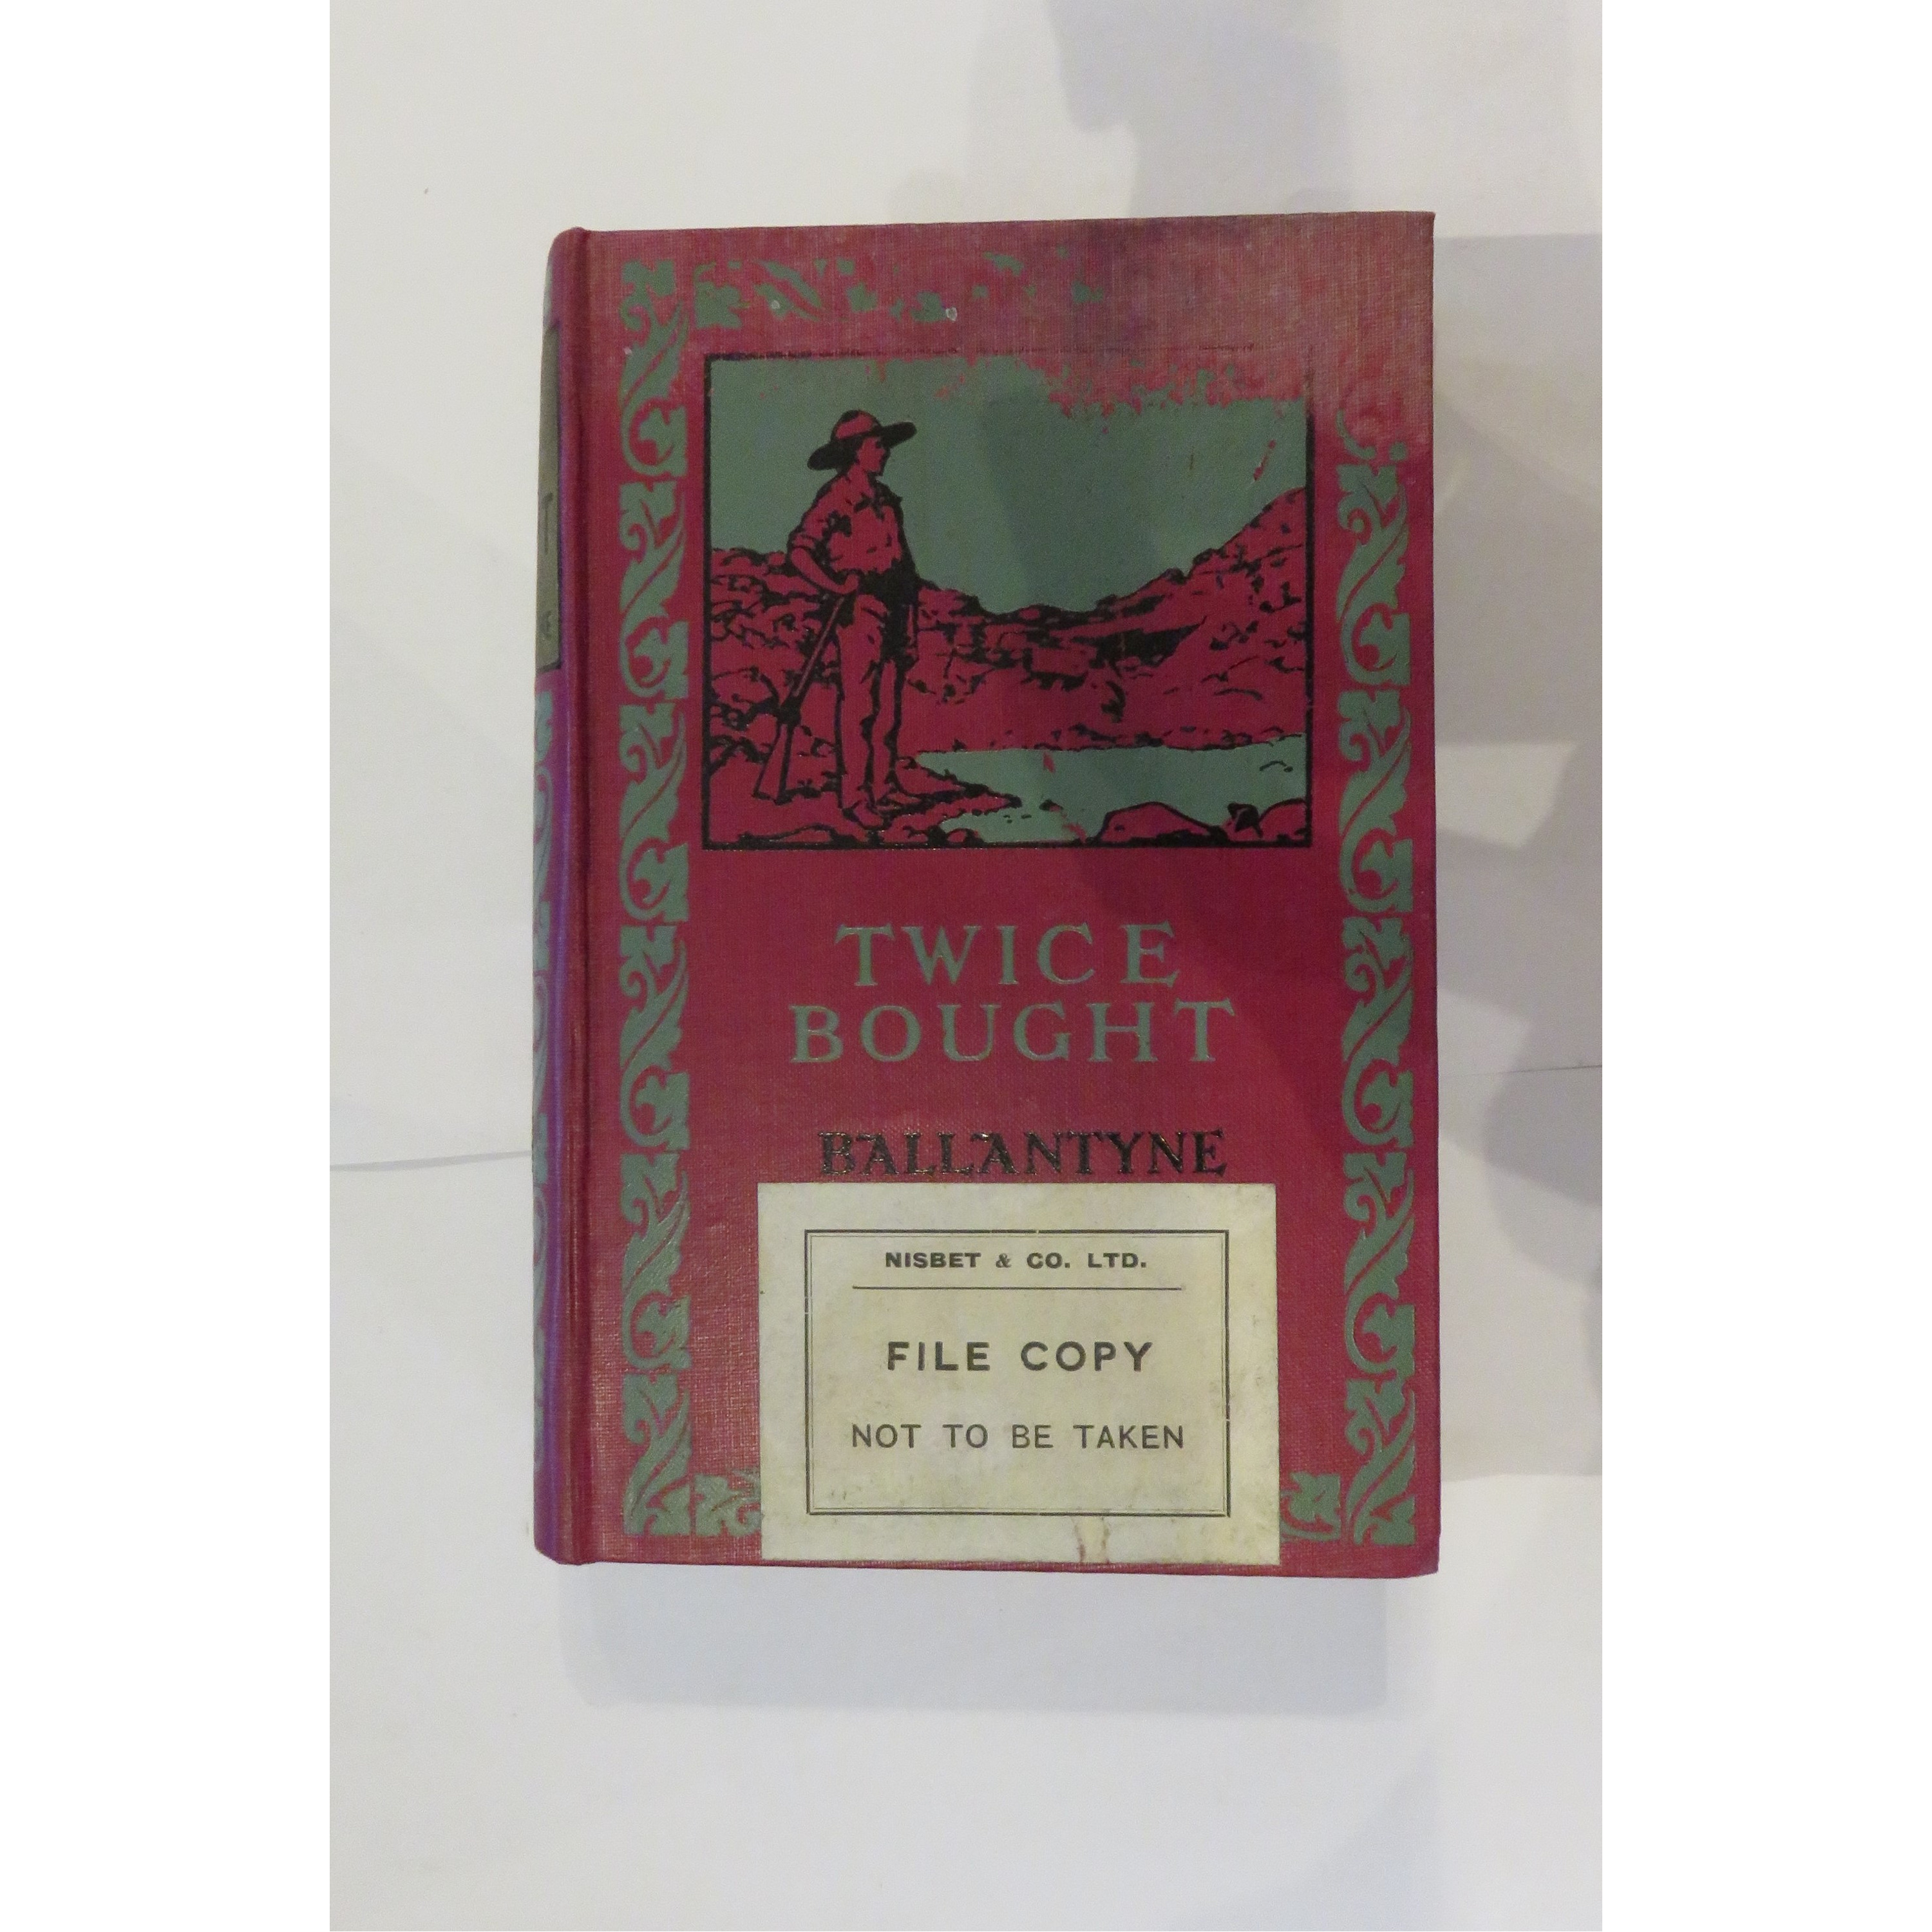 TWICE
BOUGHT
BALLANTYNE
NISBET & CO. LTD.
FILE COPY
NOT TO BE TAKEN